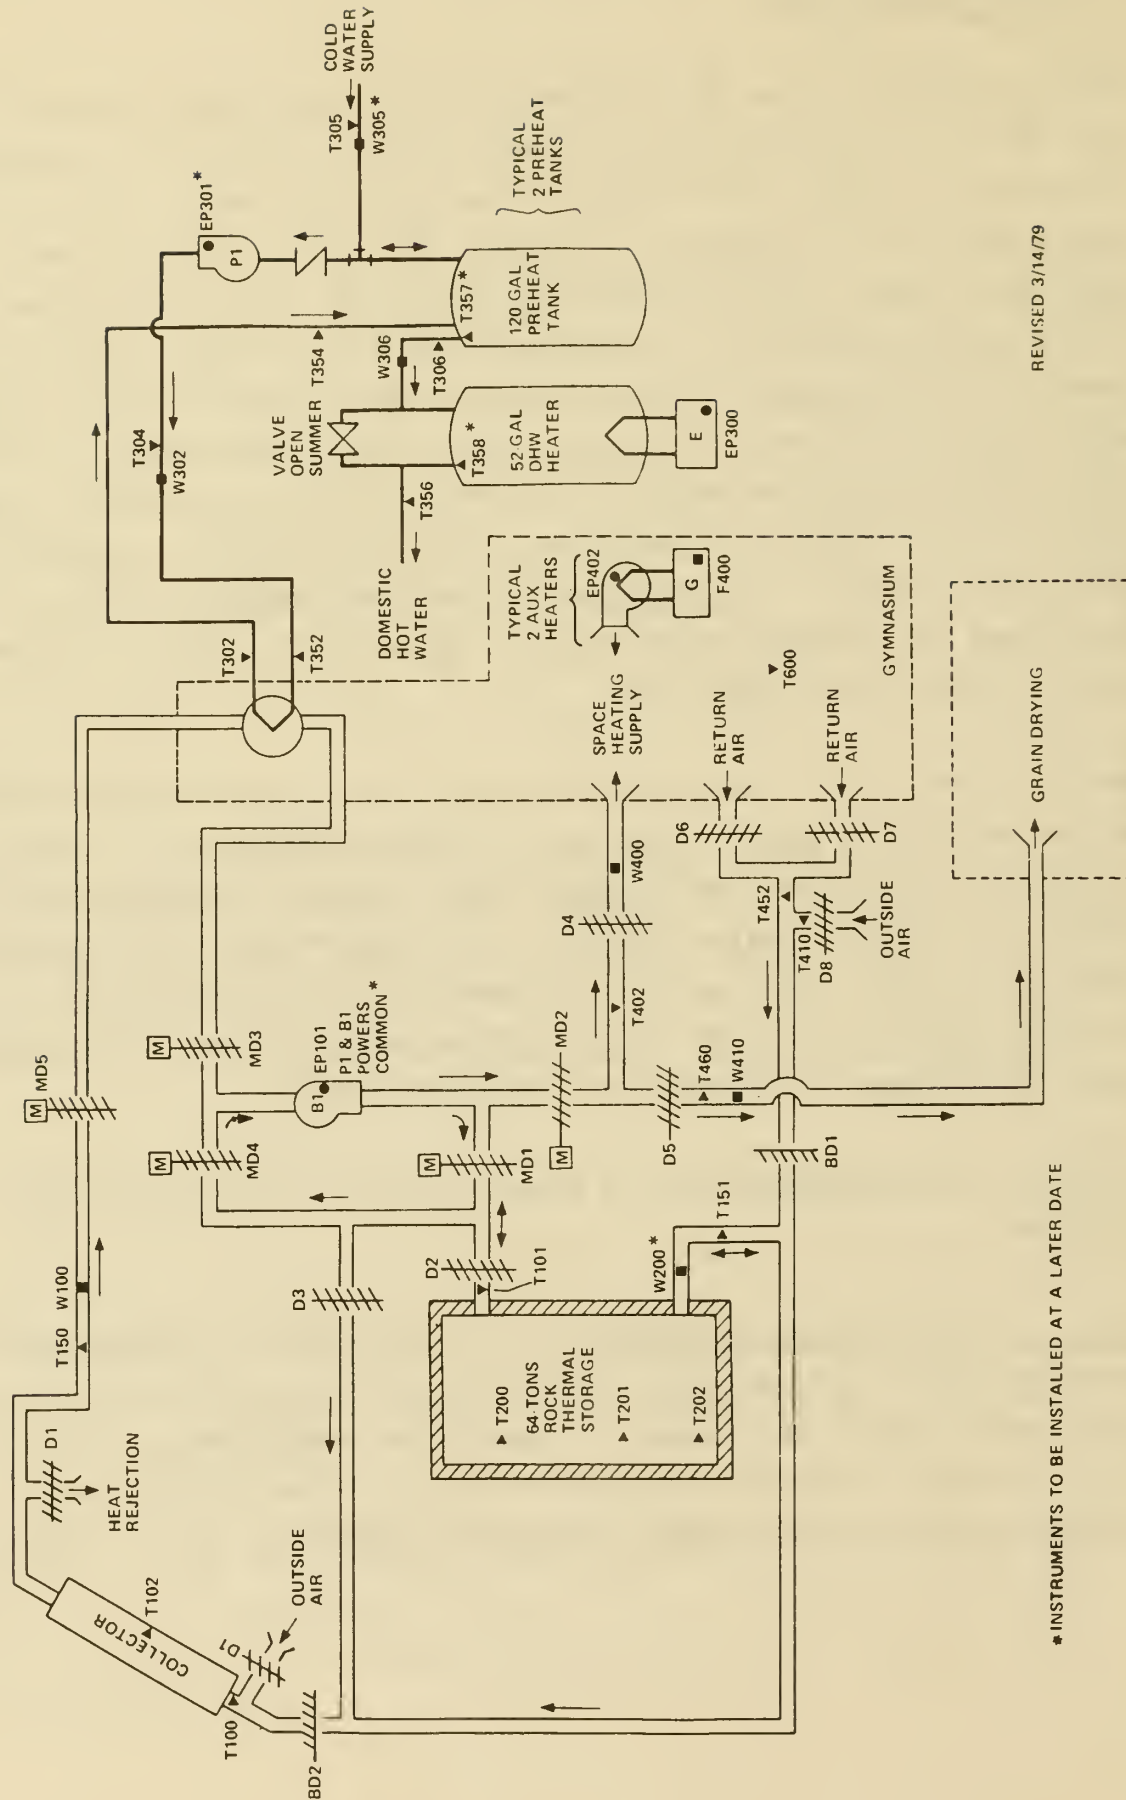 COLD
WATER
SUPPLY
T305
W305 *
EP301 *
P1
TYPICAL
2 PREHEAT
TANKS
T357 *
120 GAL
PREHEAT
TANK
T354
W306
T306
T304
W302
VALVE
OPEN
SUMMER
T358 *
52 GAL
DHW
HEATER
E
EP300
T356
DOMESTIC
HOT
WATER
T302
T352
TYPICAL
2 AUX
HEATERS
EP402
G
F400
GYMNASIUM
T600
SPACE
HEATING
SUPPLY
RETURN
AIR
RETURN
AIR
GRAIN DRYING
D6
D7
W400
D4
T452
T410
D8
OUTSIDE
AIR
T402
M
MD5
M
MD3
EP101
P1 & B1
POWERS
COMMON *
B1
MD2
M
T460
W410
D5
M
MD4
M
MD1
BD1
T151
W200 *
D2
T101
D3
W100
T150
T200
64-TONS
ROCK
THERMAL
STORAGE
T201
T202
D1
HEAT
REJECTION
COLLECTOR
T102
D1
OUTSIDE
AIR
T100
BD2
REVISED 3/14/79
* INSTRUMENTS TO BE INSTALLED AT A LATER DATE